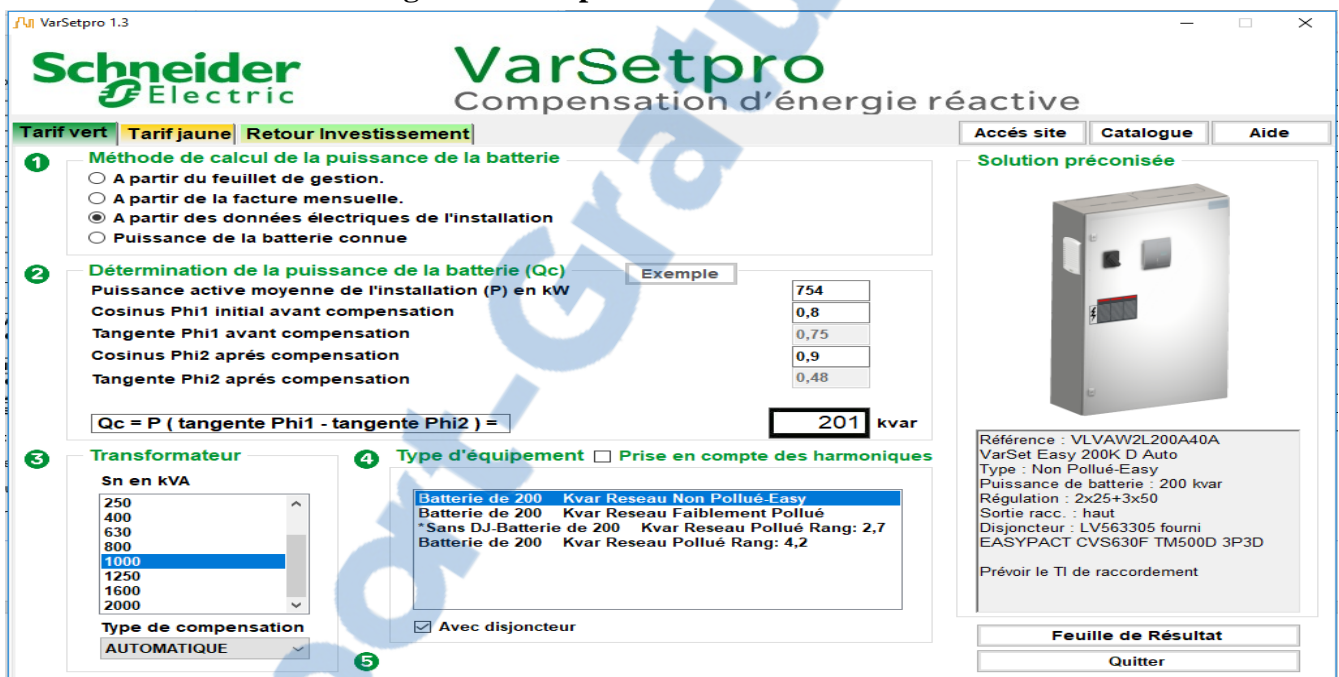 VarSetpro 1.3
Schneider Electric
VarSetpro
Compensation d'énergie réactive
Tarif vert Tarif jaune Retour Investissement
Accés site Catalogue Aide
1 Méthode de calcul de la puissance de la batterie
A partir du feuillet de gestion.
A partir de la facture mensuelle.
A partir des données électriques de l'installation
Puissance de la batterie connue
2 Détermination de la puissance de la batterie (Qc) Exemple
Puissance active moyenne de l'installation (P) en kW 754
Cosinus Phi1 initial avant compensation 0,8
Tangente Phi1 avant compensation 0,75
Cosinus Phi2 aprés compensation 0,9
Tangente Phi2 aprés compensation 0,48
Qc = P ( tangente Phi1 - tangente Phi2 ) = 201 kvar
3 Transformateur
Sn en kVA
250
400
630
800
1000
1250
1600
2000
Type de compensation
AUTOMATIQUE
4 Type d'équipement Prise en compte des harmoniques
Batterie de 200 Kvar Reseau Non Pollué-Easy
Batterie de 200 Kvar Reseau Faiblement Pollué
*Sans DJ-Batterie de 200 Kvar Reseau Pollué Rang: 2,7
Batterie de 200 Kvar Reseau Pollué Rang: 4,2
Avec disjoncteur
5
Solution préconisée
Référence : VLVAW2L200A40A
VarSet Easy 200K D Auto
Type : Non Pollué-Easy
Puissance de batterie : 200 kvar
Régulation : 2x25+3x50
Sortie racc. : haut
Disjoncteur : LV563305 fourni
EASYPACT CVS630F TM500D 3P3D
Prévoir le TI de raccordement
Feuille de Résultat
Quitter